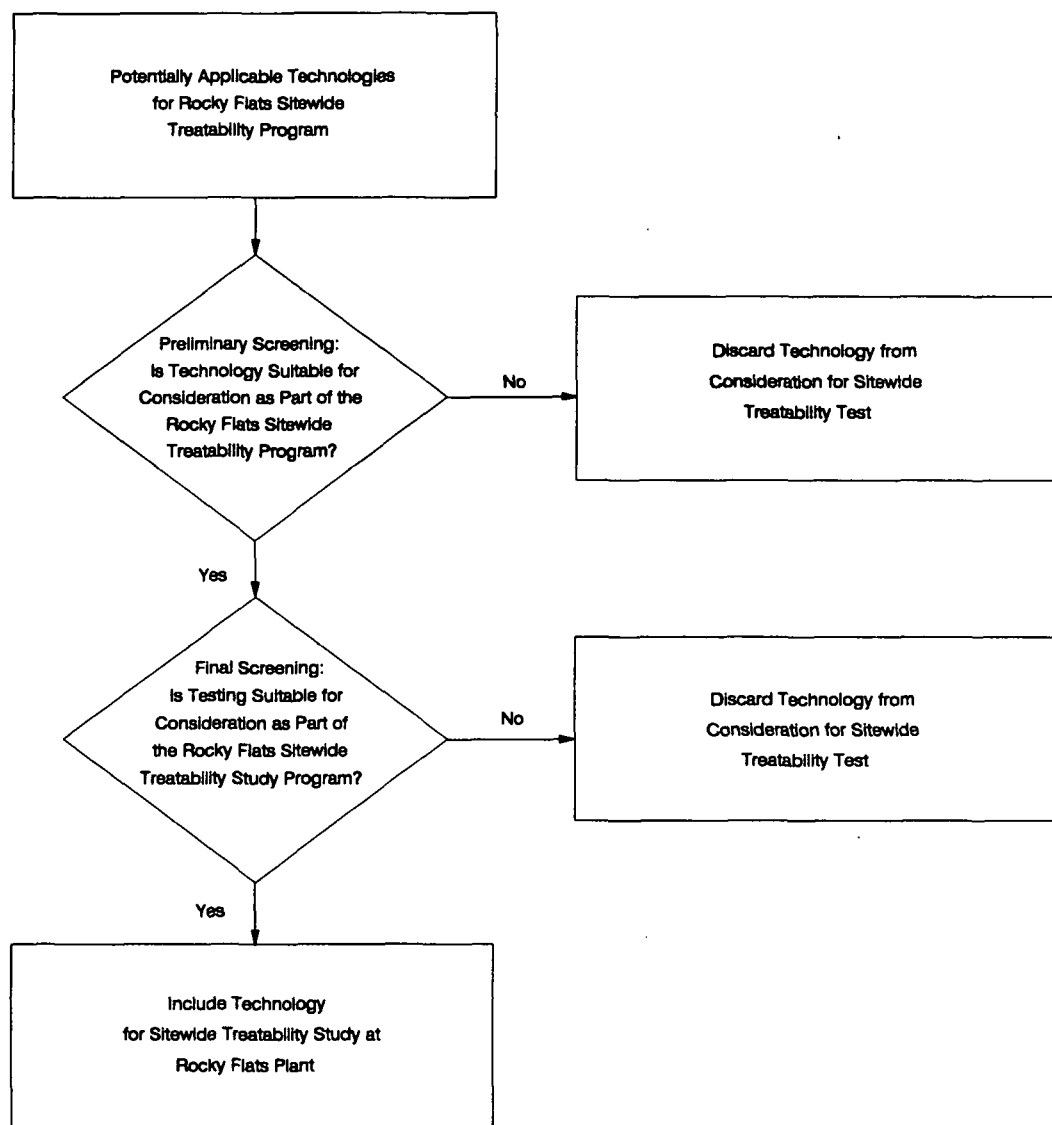 Potentially Applicable Technologies
for Rocky Flats Sitewide
Treatability Program
Preliminary Screening:
Is Technology Suitable for
Consideration as Part of the
Rocky Flats Sitewide
Treatability Program?
No
Discard Technology from
Consideration for Sitewide
Treatability Test
Yes
Final Screening:
Is Testing Suitable for
Consideration as Part of
the Rocky Flats Sitewide
Treatability Study Program?
No
Discard Technology from
Consideration for Sitewide
Treatability Test
Yes
Include Technology
for Sitewide Treatability Study at
Rocky Flats Plant